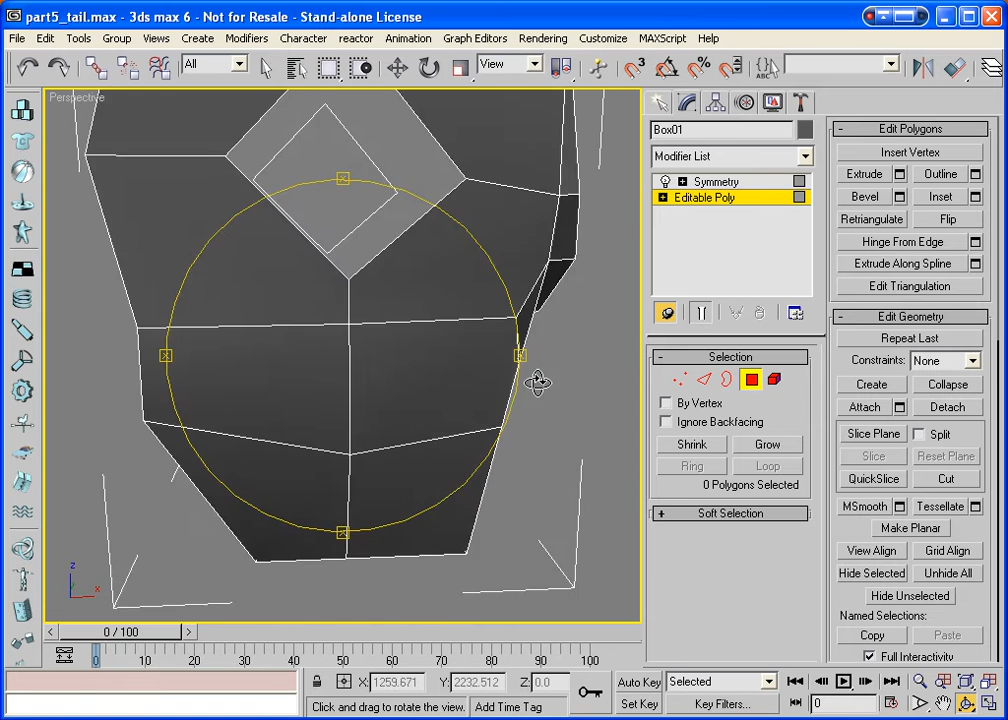 part5_tail.max - 3ds max 6 - Not for Resale - Stand-alone License
File Edit Tools Group Views Create Modifiers Character reactor Animation Graph Editors Rendering Customize MAXScript Help
All View 3 % ABC
Perspective
Box01
Modifier List
Symmetry
Editable Poly
Selection
By Vertex
Ignore Backfacing
Shrink Grow
Ring Loop
0 Polygons Selected
Soft Selection
Edit Polygons
Insert Vertex
Extrude Outline
Bevel Inset
Retriangulate Flip
Hinge From Edge
Extrude Along Spline
Edit Triangulation
Edit Geometry
Repeat Last
Constraints: None
Create Collapse
Attach Detach
Slice Plane Split
Slice Reset Plane
QuickSlice Cut
MSmooth Tessellate
Make Planar
View Align Grid Align
Hide Selected Unhide All
Hide Unselected
Named Selections:
Copy Paste
Full Interactivity
z
x
0 / 100
0 10 20 30 40 50 60 70 80 90 100
X: 1259.671 Y: 2232.512 Z: 0.0
Auto Key Selected
Click and drag to rotate the view. Add Time Tag
Set Key Key Filters... 0